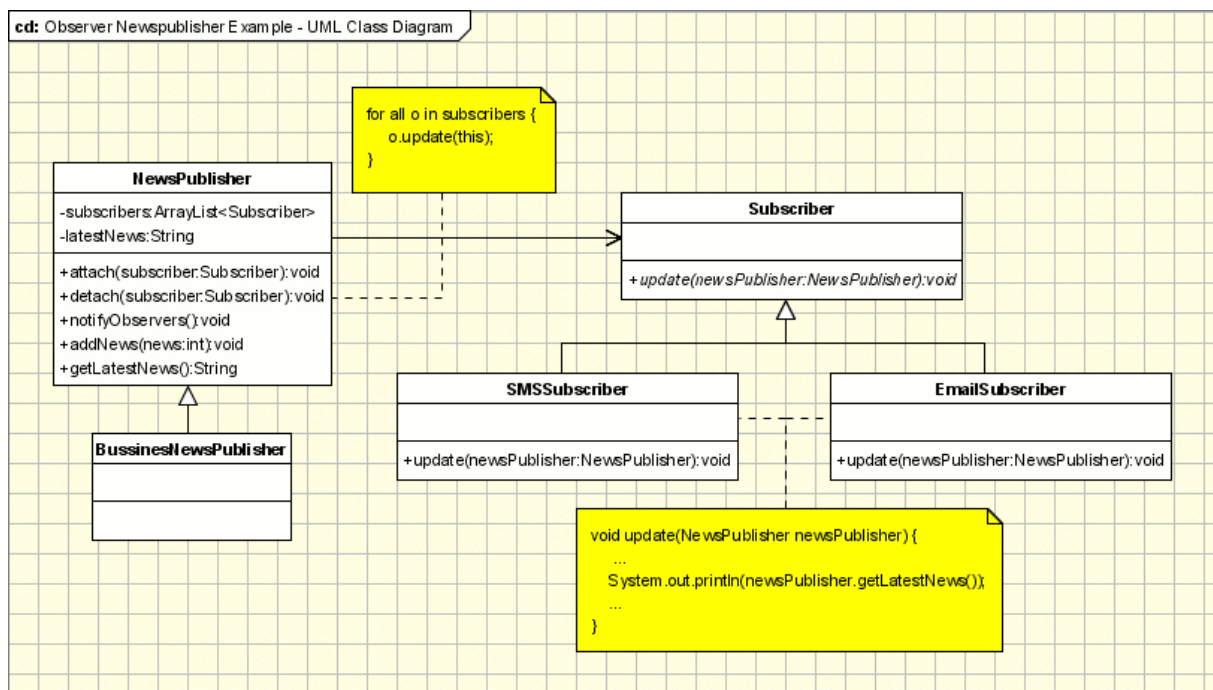 cd: Observer Newspublisher Example - UML Class Diagram
for all o in subscribers {
o.update(this);
}
NewsPublisher
-subscribers:ArrayList<Subscriber>
-latestNews:String
+attach(subscriber:Subscriber):void
+detach(subscriber:Subscriber):void
+notifyObservers():void
+addNews(news:int):void
+getLatestNews():String
Subscriber
+update(newsPublisher:NewsPublisher):void
SMSSubscriber
+update(newsPublisher:NewsPublisher):void
EmailSubscriber
+update(newsPublisher:NewsPublisher):void
BussinesNewsPublisher
void update(NewsPublisher newsPublisher) {
...
System.out.println(newsPublisher.getLatestNews());
...
}